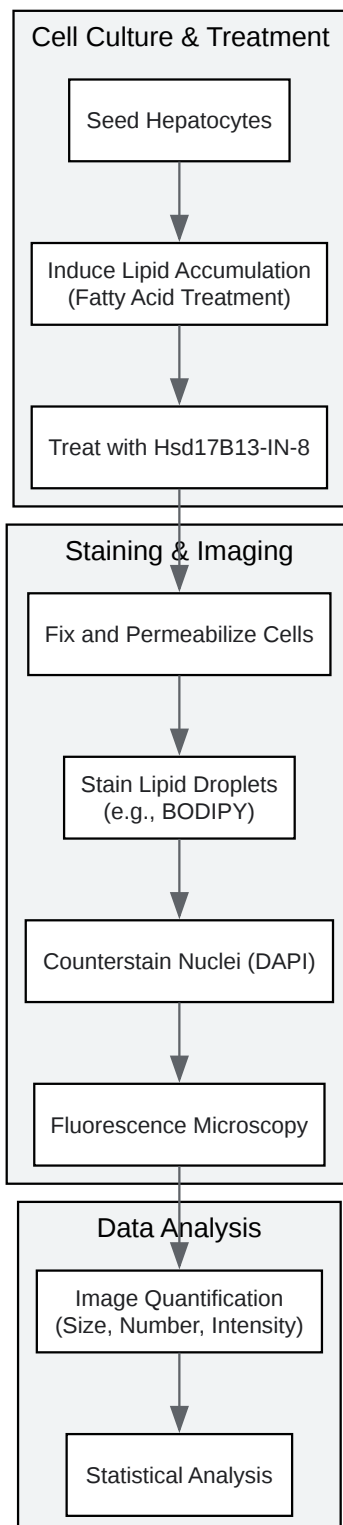 Cell Culture & Treatment
Seed Hepatocytes
Induce Lipid Accumulation
(Fatty Acid Treatment)
Treat with Hsd17B13-IN-8
Staining & Imaging
Fix and Permeabilize Cells
Stain Lipid Droplets
(e.g., BODIPY)
Counterstain Nuclei (DAPI)
Fluorescence Microscopy
Data Analysis
Image Quantification
(Size, Number, Intensity)
Statistical Analysis